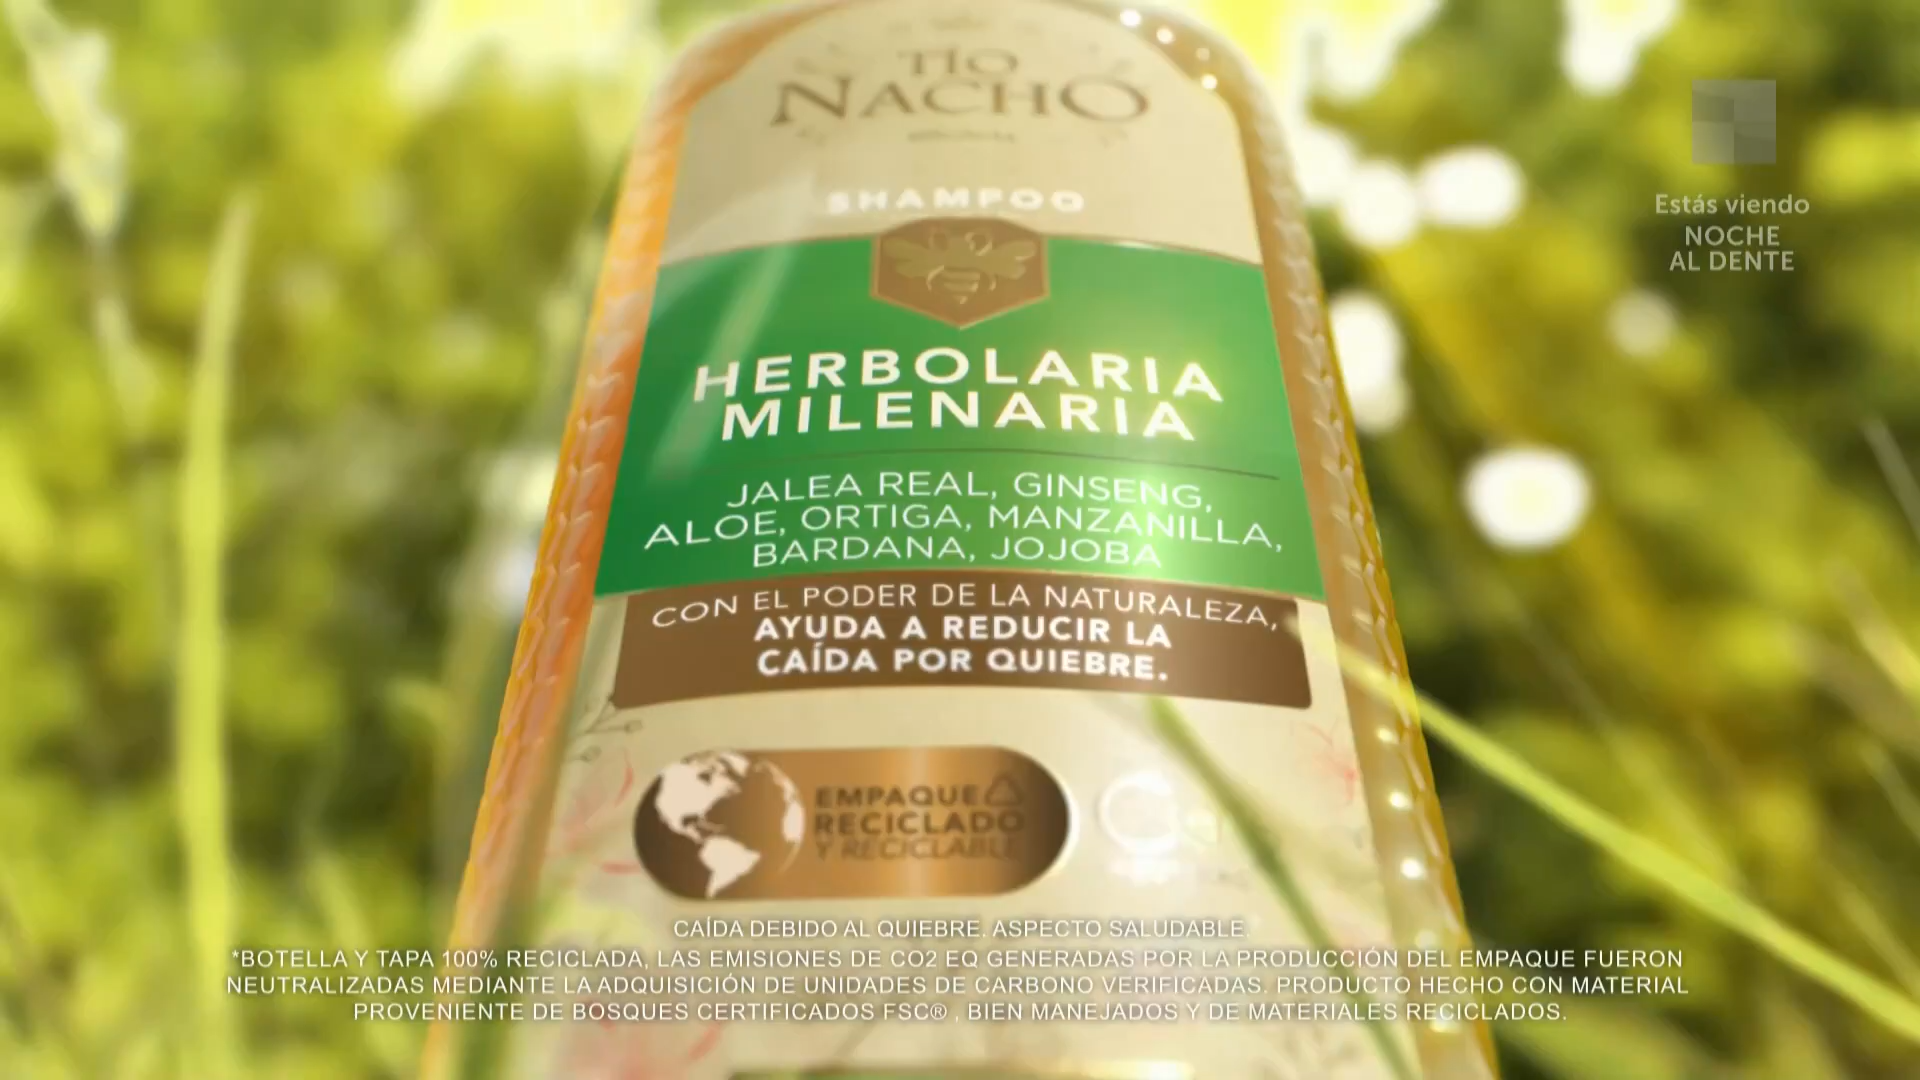 TÍO
NACHO
SHAMPOO
HERBOLARIA
MILENARIA
JALEA REAL, GINSENG,
ALOE, ORTIGA, MANZANILLA,
BARDANA, JOJOBA
CON EL PODER DE LA NATURALEZA,
AYUDA A REDUCIR LA
CAÍDA POR QUIEBRE.
EMPAQUE
RECICLADO
Y RECICLABLE
Estás viendo
NOCHE
AL DENTE
CAÍDA DEBIDO AL QUIEBRE. ASPECTO SALUDABLE.
*BOTELLA Y TAPA 100% RECICLADA, LAS EMISIONES DE CO2 EQ GENERADAS POR LA PRODUCCIÓN DEL EMPAQUE FUERON
NEUTRALIZADAS MEDIANTE LA ADQUISICIÓN DE UNIDADES DE CARBONO VERIFICADAS. PRODUCTO HECHO CON MATERIAL
PROVENIENTE DE BOSQUES CERTIFICADOS FSC® , BIEN MANEJADOS Y DE MATERIALES RECICLADOS.